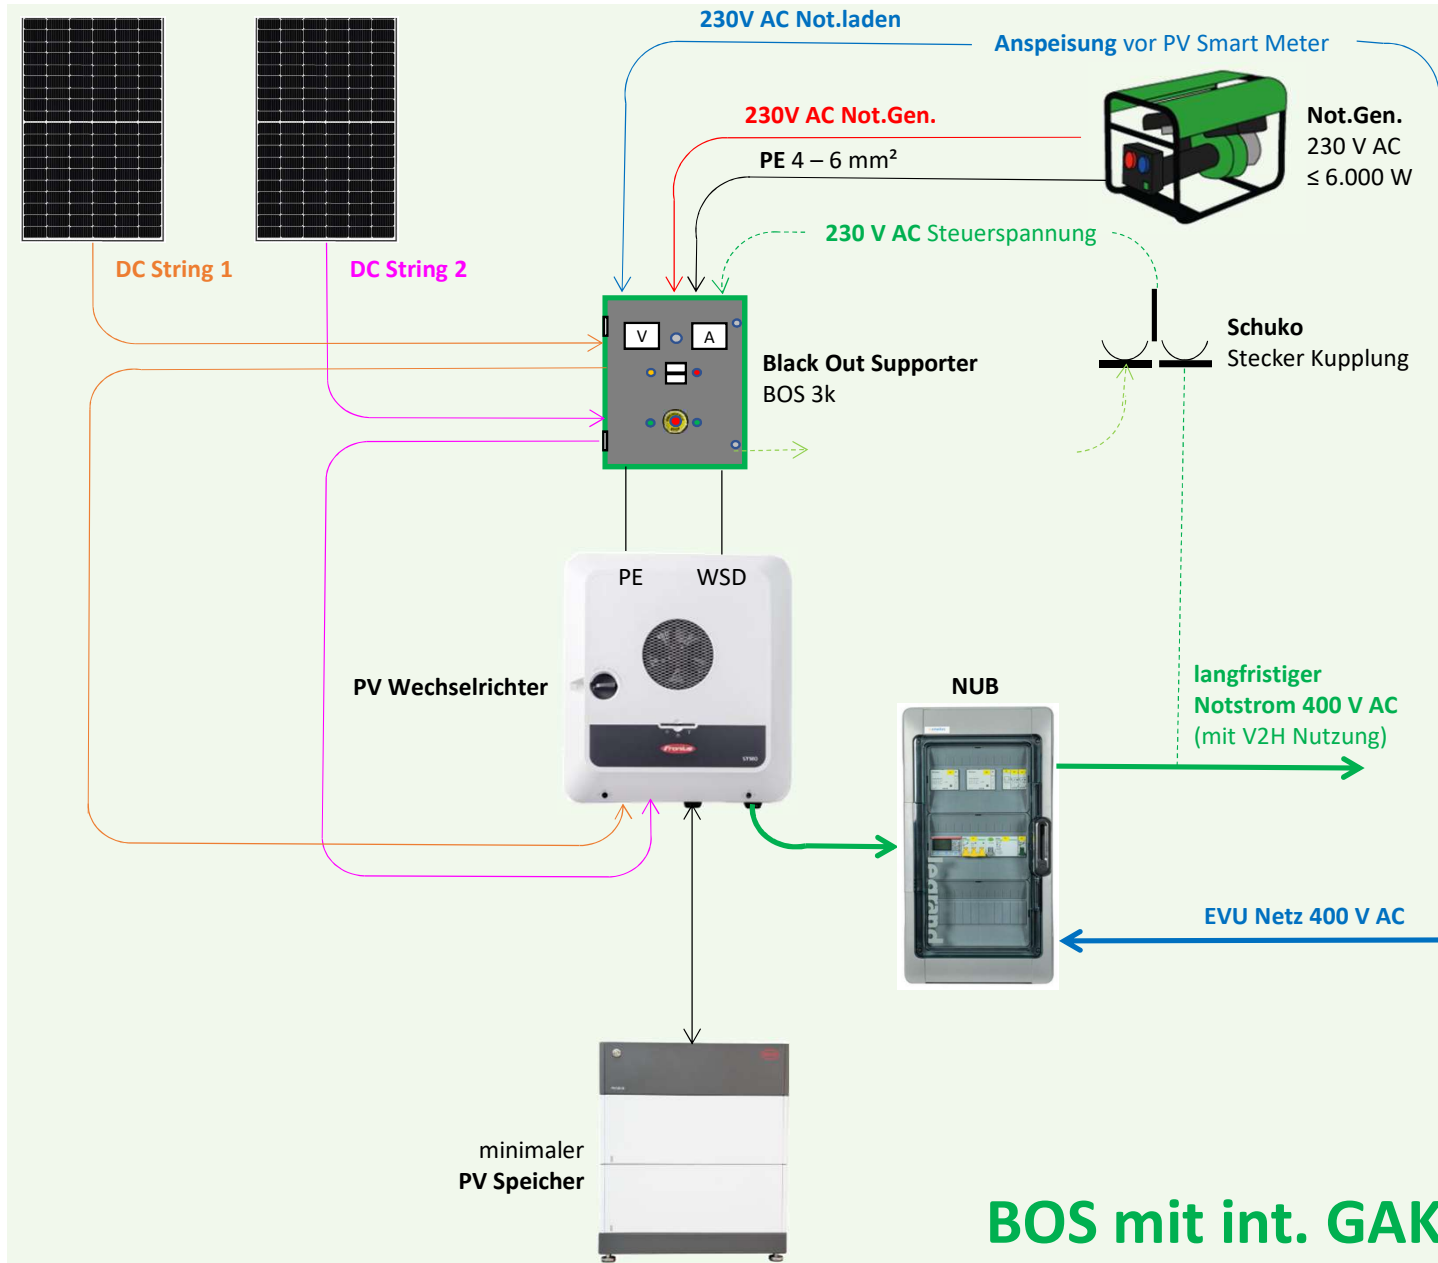 230V AC Not.laden
Anspeisung vor PV Smart Meter
230V AC Not.Gen.
PE 4 – 6 mm²
Not.Gen.
230 V AC
≤ 6.000 W
230 V AC Steuerspannung
DC String 1
DC String 2
V
A
Black Out Supporter
BOS 3k
Schuko
Stecker Kupplung
PE
WSD
PV Wechselrichter
Fronius
SYMO
NUB
langfristiger
Notstrom 400 V AC
(mit V2H Nutzung)
legrand
EVU Netz 400 V AC
minimaler
PV Speicher
BOS mit int. GAK